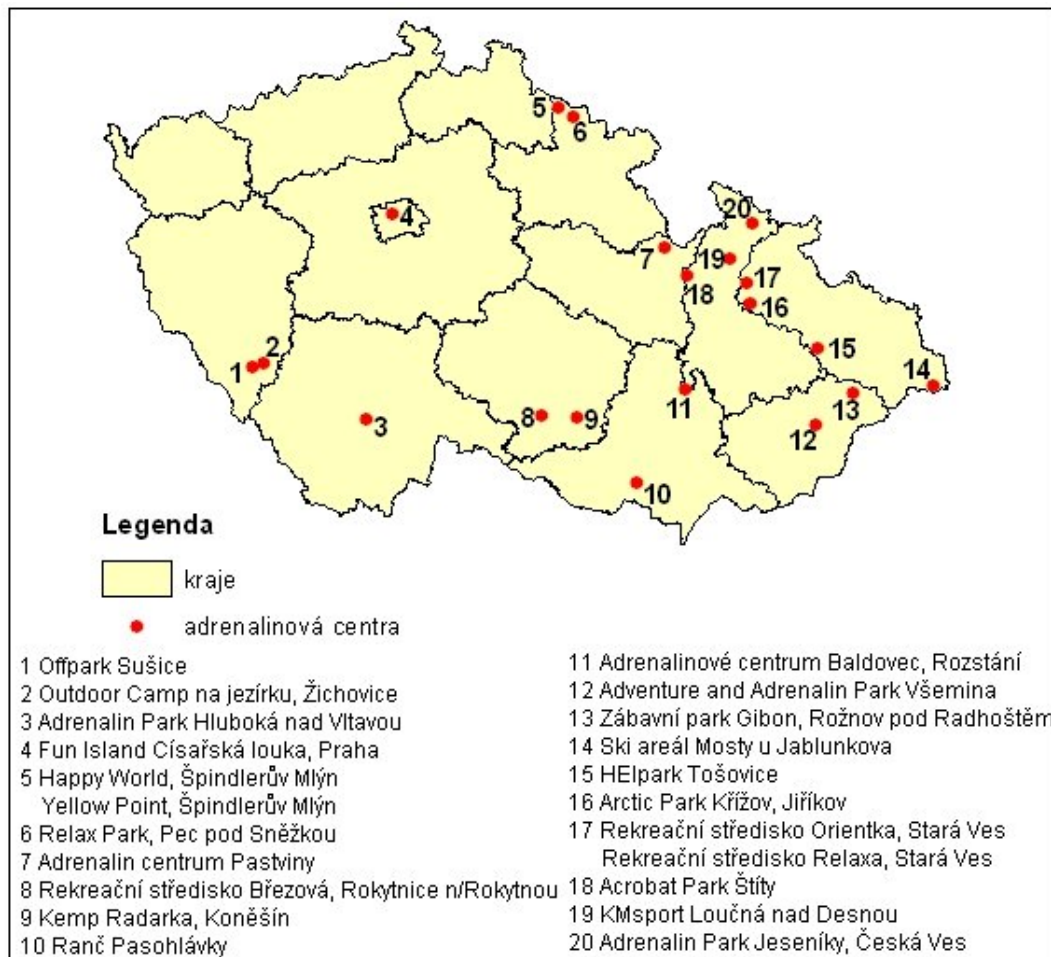 5
6
4
20
7
19
17
18
16
1
2
15
14
3
8
9
11
13
12
10
Legenda
kraje
adrenalinová centra
1 Offpark Sušice
2 Outdoor Camp na jezírku, Žichovice
3 Adrenalin Park Hluboká nad Vltavou
4 Fun Island Císařská louka, Praha
5 Happy World, Špindlerův Mlýn
Yellow Point, Špindlerův Mlýn
6 Relax Park, Pec pod Sněžkou
7 Adrenalin centrum Pastviny
8 Rekreační středisko Březová, Rokytnice n/Rokytnou
9 Kemp Radarka, Koněšín
10 Ranč Pasohlávky
11 Adrenalinové centrum Baldovec, Rozstání
12 Adventure and Adrenalin Park Všemina
13 Zábavní park Gibon, Rožnov pod Radhoštěm
14 Ski areál Mosty u Jablunkova
15 HEIpark Tošovice
16 Arctic Park Křížov, Jiříkov
17 Rekreační středisko Orientka, Stará Ves
Rekreační středisko Relaxa, Stará Ves
18 Acrobat Park Štíty
19 KMsport Loučná nad Desnou
20 Adrenalin Park Jeseníky, Česká Ves